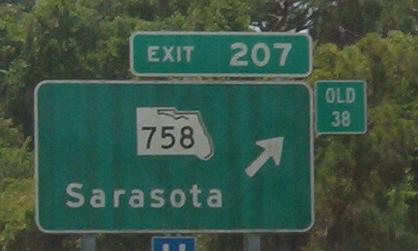 EXIT 207
OLD
38
758
Sarasota
H